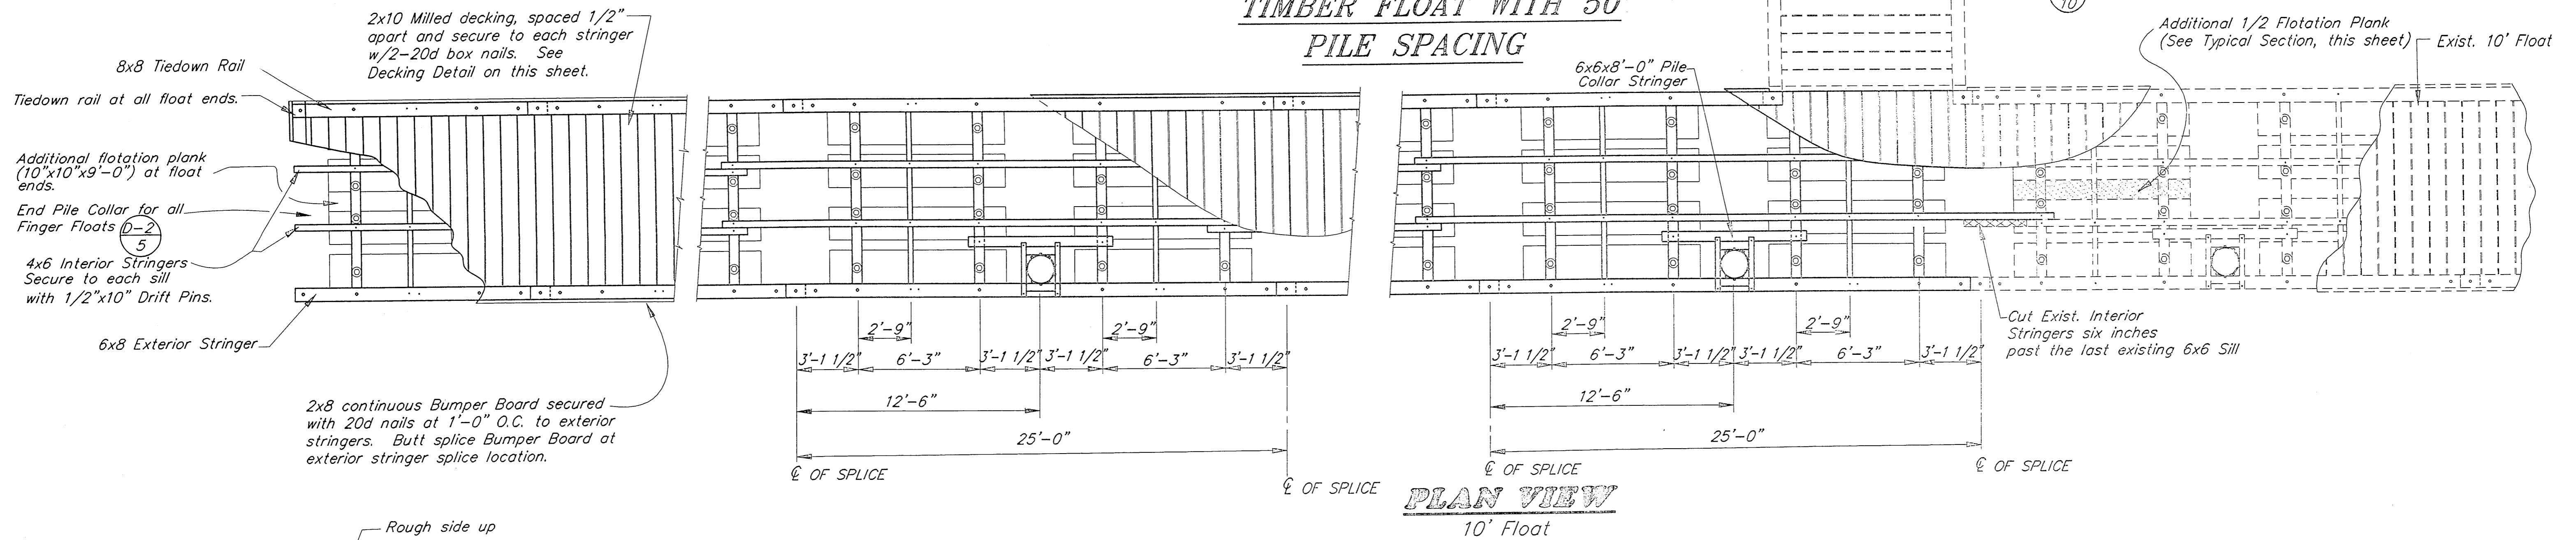 TIMBER FLOAT WITH 50'
PILE SPACING
2x10 Milled decking, spaced 1/2"
apart and secure to each stringer
w/2-20d box nails. See
Decking Detail on this sheet.
8x8 Tiedown Rail
Tiedown rail at all float ends.
Additional flotation plank
(10"x10"x9'-0") at float
ends.
End Pile Collar for all
Finger Floats
D-2
5
4x6 Interior Stringers
Secure to each sill
with 1/2"x10" Drift Pins.
6x8 Exterior Stringer
2x8 continuous Bumper Board secured
with 20d nails at 1'-0" O.C. to exterior
stringers. Butt splice Bumper Board at
exterior stringer splice location.
6x6x8'-0" Pile
Collar Stringer
10
Additional 1/2 Flotation Plank
(See Typical Section, this sheet)
Exist. 10' Float
Cut Exist. Interior
Stringers six inches
past the last existing 6x6 Sill
2'-9" 2'-9"
3'-1 1/2" 6'-3" 3'-1 1/2" 3'-1 1/2" 6'-3" 3'-1 1/2"
12'-6"
25'-0"
℄ OF SPLICE
℄ OF SPLICE
2'-9" 2'-9"
3'-1 1/2" 6'-3" 3'-1 1/2" 3'-1 1/2" 6'-3" 3'-1 1/2"
12'-6"
25'-0"
℄ OF SPLICE
℄ OF SPLICE
PLAN VIEW
10' Float
Rough side up